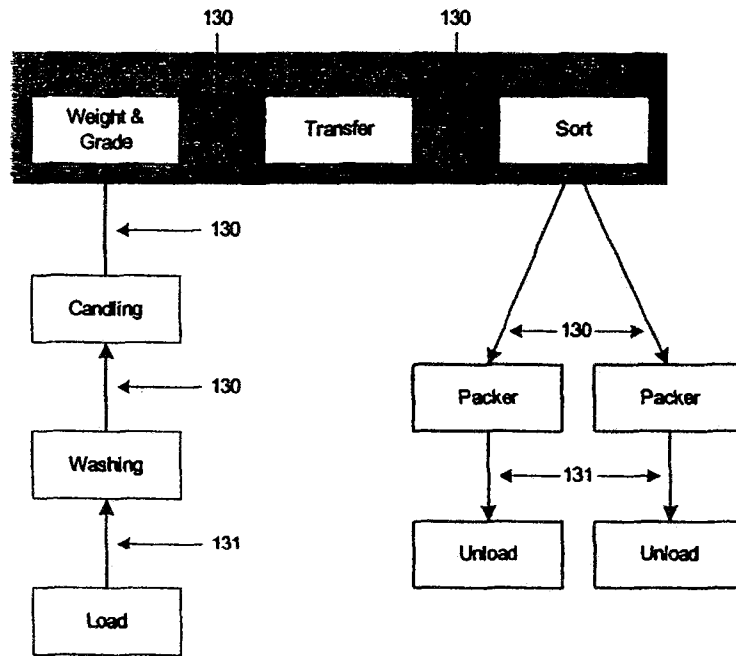 130 130
Weight &
Grade
Transfer
Sort
130
Candling
130
130
Packer
Packer
Washing
131
131
Unload
Unload
Load